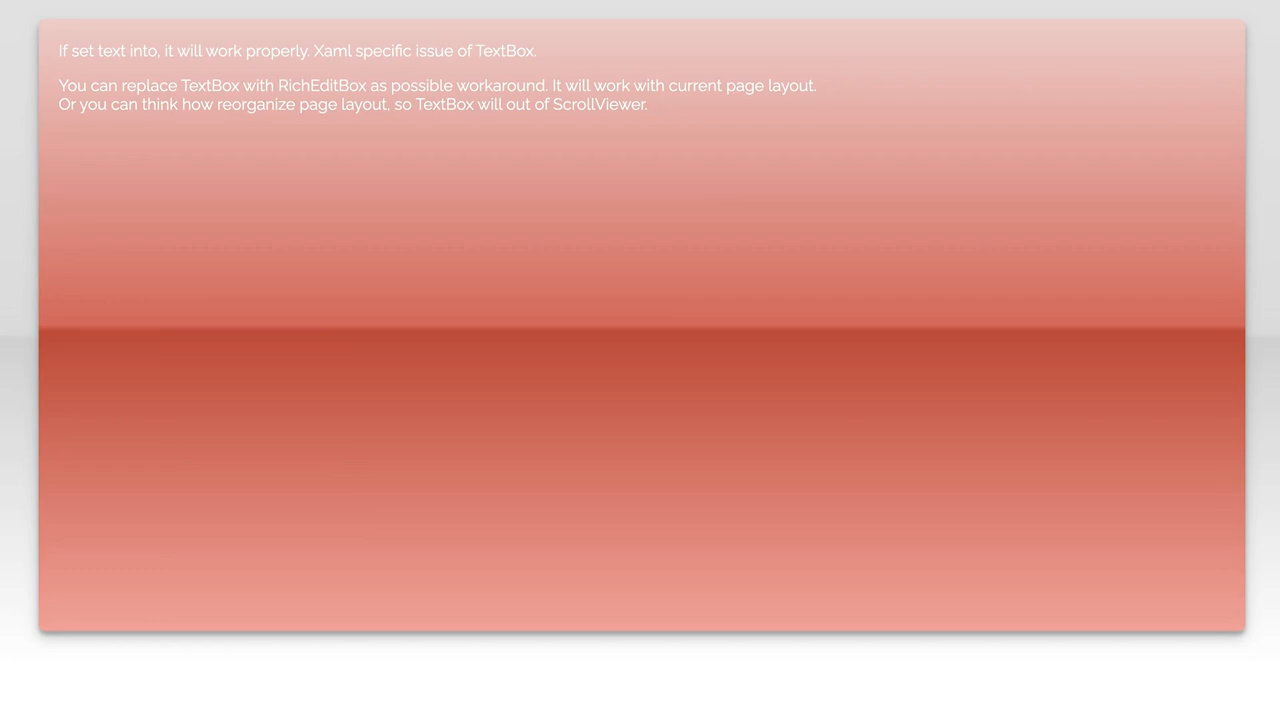 If set text into, it will work properly. Xaml specific issue of TextBox.
You can replace TextBox with RichEditBox as possible workaround. It will work with current page layout.
Or you can think how reorganize page layout, so TextBox will out of ScrollViewer.